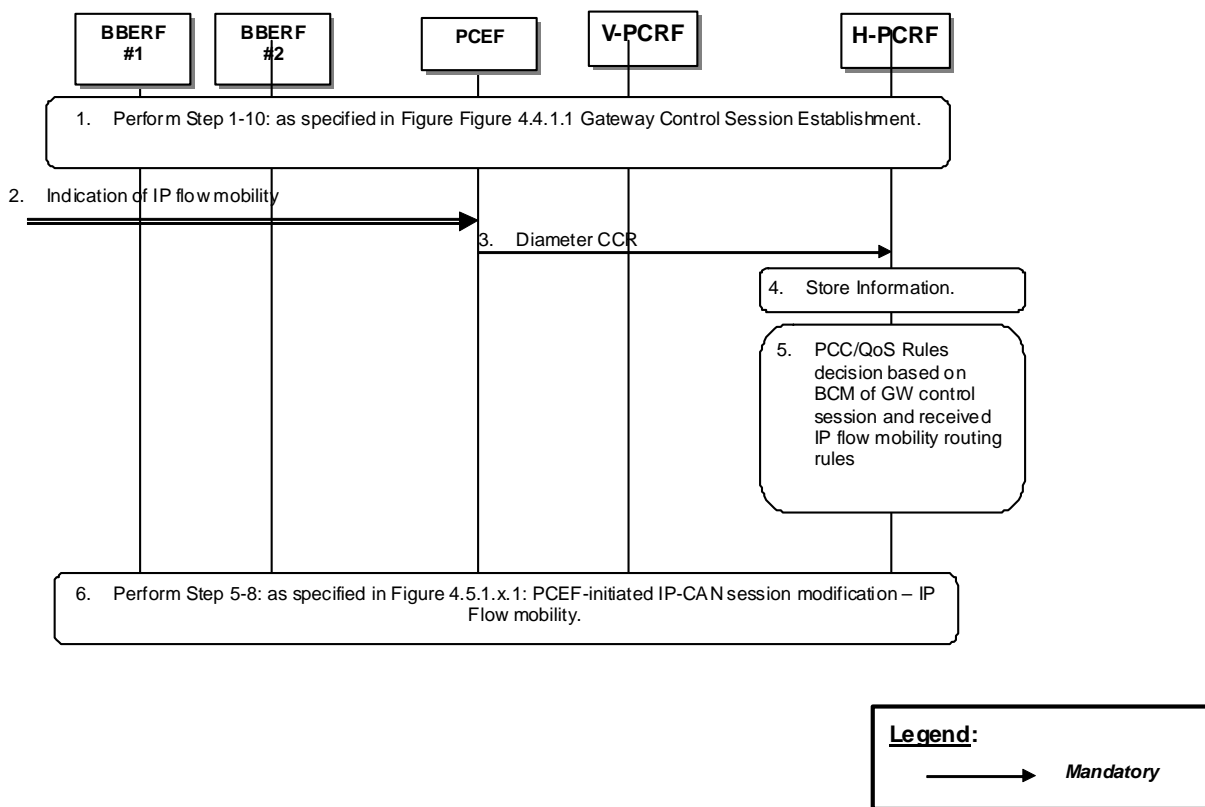 BBERF
#1
BBERF
#2
PCEF
V-PCRF
H-PCRF
1. Perform Step 1-10: as specified in Figure Figure 4.4.1.1 Gateway Control Session Establishment.
2. Indication of IP flow mobility
3. Diameter CCR
4. Store Information.
5. PCC/QoS Rules
decision based on
BCM of GW control
session and received
IP flow mobility routing
rules
6. Perform Step 5-8: as specified in Figure 4.5.1.x.1: PCEF-initiated IP-CAN session modification – IP
Flow mobility.
Legend:
Mandatory